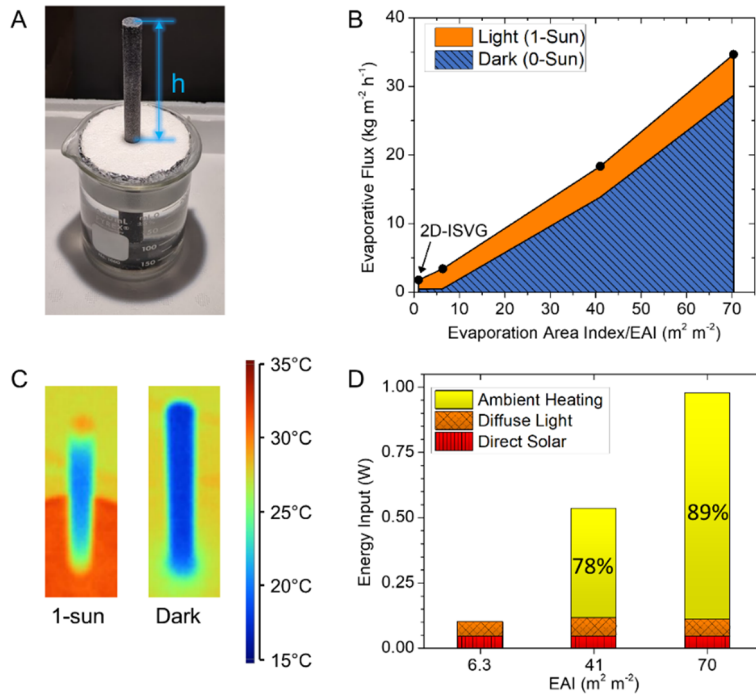 A
h
100
150
B
Light (1-Sun)
Dark (0-Sun)
2D-ISVG
Evaporative Flux (kg m⁻² h⁻¹)
40
30
20
10
0
0 10 20 30 40 50 60 70
Evaporation Area Index/EAI (m² m⁻²)
C
35°C
30°C
25°C
20°C
15°C
1-sun
Dark
D
Ambient Heating
Diffuse Light
Direct Solar
Energy Input (W)
1.00
0.75
0.50
0.25
0.00
78%
89%
6.3 41 70
EAI (m² m⁻²)